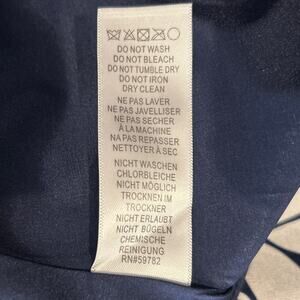 DO NOT WASH
DO NOT BLEACH
DO NOT TUMBLE DRY
DO NOT IRON
DRY CLEAN
NE PAS LAVER
NE PAS JAVELLISER
NE PAS SECHER
À LA MACHINE
NA PAS REPASSER
NETTOYER À SEC
NICHT WASCHEN
CHLORBLEICHE
NICHT MÖGLICH
TROCKNEN IM
TROCKNER
NICHT ERLAUBT
NICHT BÜGELN
CHEMISCHE
REINIGUNG
RN#59782